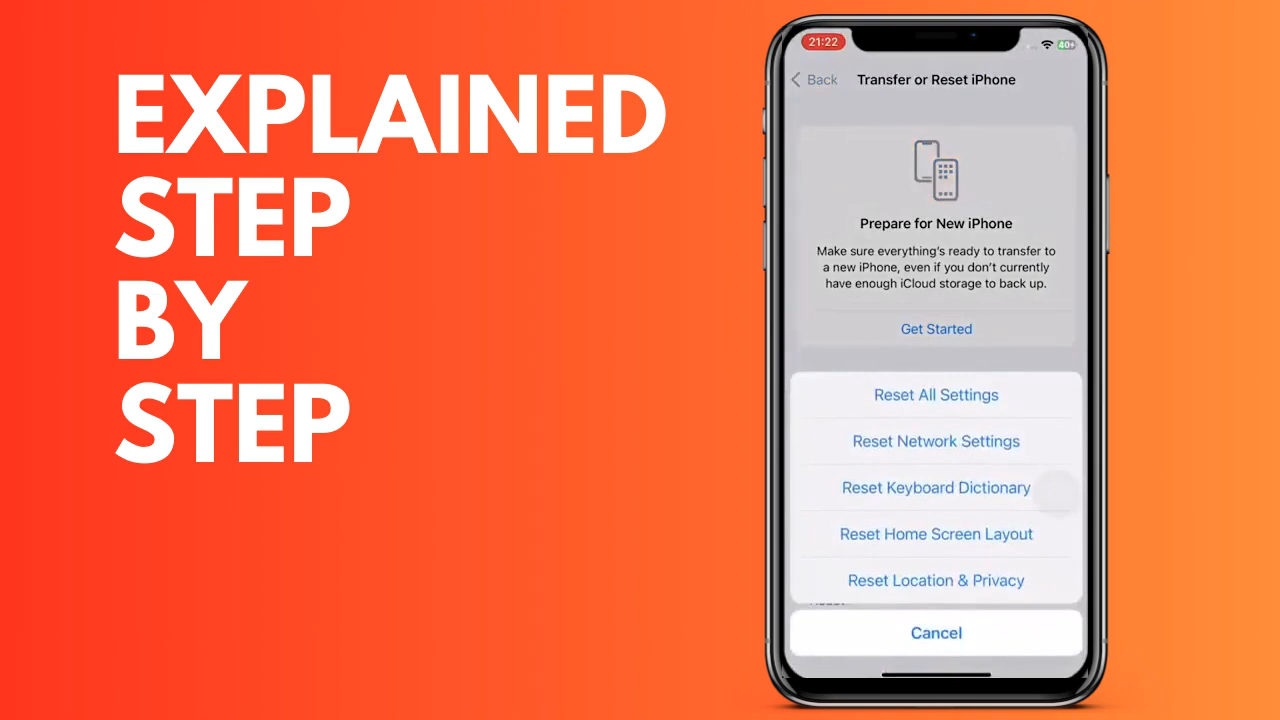 EXPLAINED
STEP
BY
STEP
21:22
40
Back
Transfer or Reset iPhone
Prepare for New iPhone
Make sure everything's ready to transfer to
a new iPhone, even if you don't currently
have enough iCloud storage to back up.
Get Started
Reset All Settings
Reset Network Settings
Reset Keyboard Dictionary
Reset Home Screen Layout
Reset Location & Privacy
Cancel